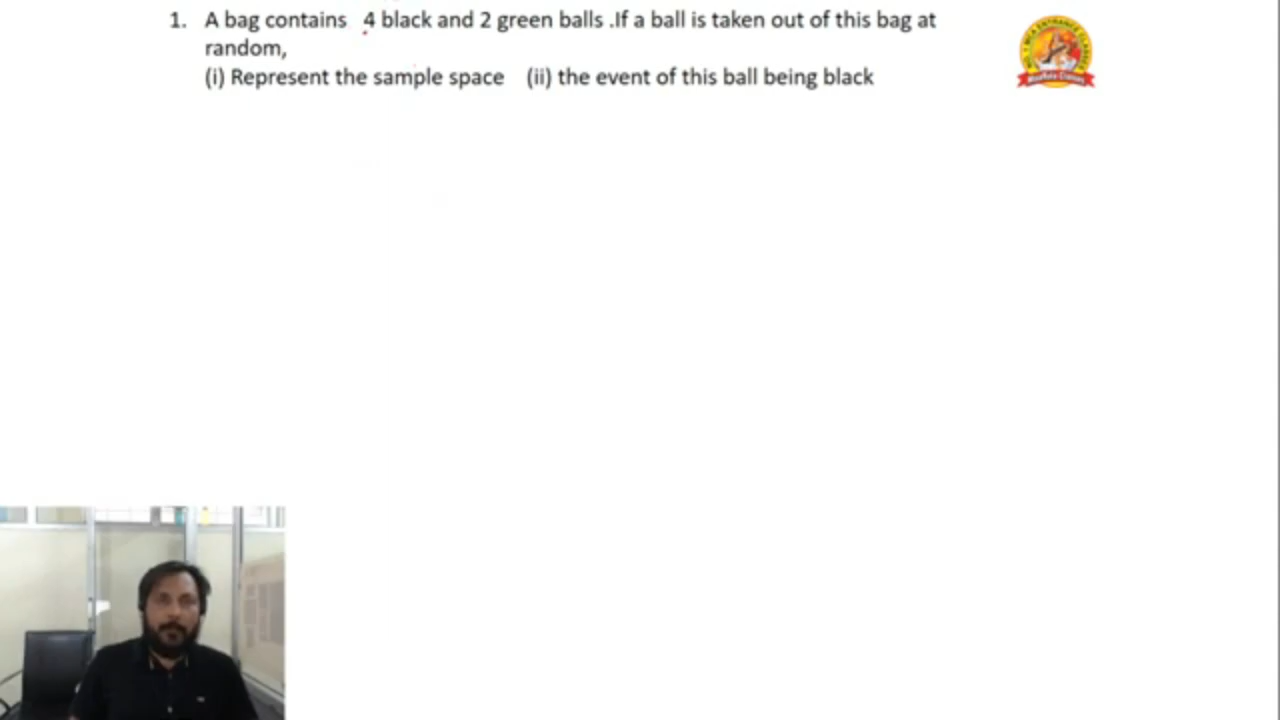 1. A bag contains 4 black and 2 green balls .If a ball is taken out of this bag at
random,
(i) Represent the sample space (ii) the event of this ball being black